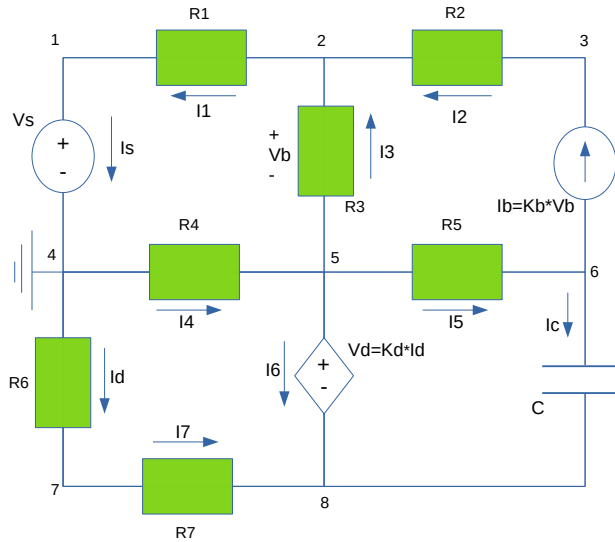 R1
R2
1
2
3
I1
I2
Vs
+
-
Is
+
Vb
-
I3
R3
Ib=Kb*Vb
4
R4
5
R5
6
I4
I5
Ic
R6
Id
I6
+
-
Vd=Kd*Id
C
I7
7
R7
8